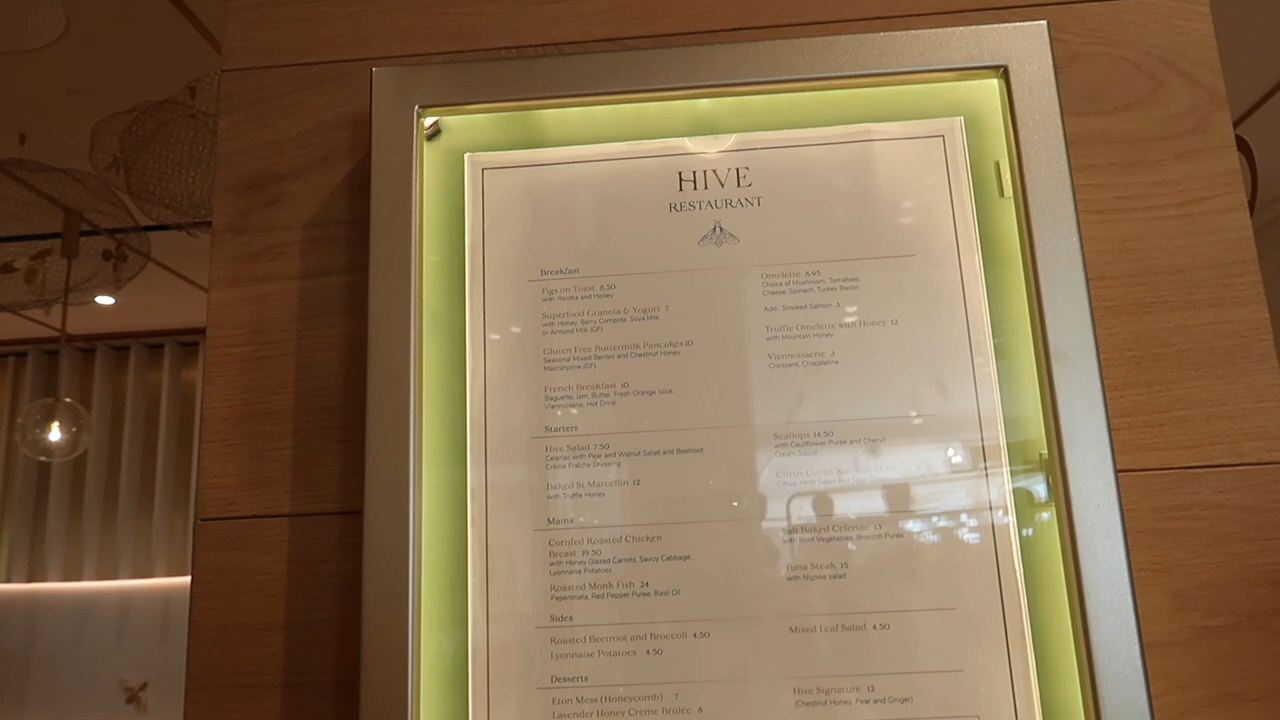 HIVE
RESTAURANT
Breakfast
Figs on Toast 8.50
with Ricotta and Honey
Superfood Granola & Yogurt 7
with Honey, Berry Compote, Soya Milk
or Almond Milk (GF)
Gluten Free Buttermilk Pancakes 10
Seasonal Mixed Berries and Chestnut Honey
Mascarpone (GF)
French Breakfast 10
Baguette, Jam, Butter, Fresh Orange Juice,
Viennoiserie, Hot Drink
Omelette 8.95
Choice of Mushroom, Tomatoes,
Cheese, Spinach, Turkey Bacon
Add : Smoked Salmon 3
Truffle Omelette with Honey 12
with Mountain Honey
Viennoisserie 3
Croissant, Chocolatine
Starters
Hive Salad 7.50
Celeriac with Pear and Walnut Salad and Beetroot
Crème Fraîche Dressing
Baked St Marcellin 12
with Truffle Honey
Scallops 14.50
with Cauliflower Purée and Chervil
Cream Sauce
Citrus Cured Salmon
Citrus, Herb Salad and
Mains
Cornfed Roasted Chicken
Breast 19.50
with Honey Glazed Carrots, Savoy Cabbage,
Lyonnaise Potatoes
Roasted Monk Fish 24
Peperonata, Red Pepper Puree, Basil Oil
Salt Baked Celeriac 13
with Root Vegetables, Broccoli Purée
Tuna Steak 15
with Niçoise salad
Sides
Roasted Beetroot and Broccoli 4.50
Lyonnaise Potatoes 4.50
Mixed Leaf Salad 4.50
Desserts
Eton Mess (Honeycomb) 7
Lavender Honey Crème Brûlée 6
Hive Signature 12
(Chestnut Honey, Pear and Ginger)